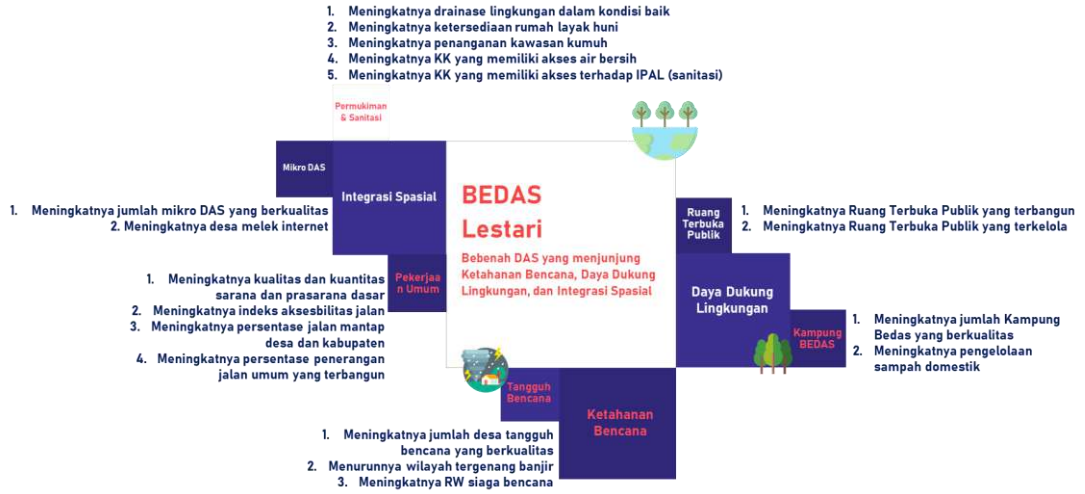 1. Meningkatnya drainase lingkungan dalam kondisi baik
2. Meningkatnya ketersediaan rumah layak huni
3. Meningkatnya penanganan kawasan kumuh
4. Meningkatnya KK yang memiliki akses air bersih
5. Meningkatnya KK yang memiliki akses terhadap IPAL (sanitasi)
Permukiman
& Sanitasi
Mikro DAS
Integrasi Spasial
1. Meningkatnya jumlah mikro DAS yang berkualitas
2. Meningkatnya desa melek internet
Pekerjaa
n Umum
1. Meningkatnya kualitas dan kuantitas
sarana dan prasarana dasar
2. Meningkatnya indeks aksesbilitas jalan
3. Meningkatnya persentase jalan mantap
desa dan kabupaten
4. Meningkatnya persentase penerangan
jalan umum yang terbangun
BEDAS
Lestari
Bebenah DAS yang menjunjung
Ketahanan Bencana, Daya Dukung
Lingkungan, dan Integrasi Spasial
Ruang
Terbuka
Publik
1. Meningkatnya Ruang Terbuka Publik yang terbangun
2. Meningkatnya Ruang Terbuka Publik yang terkelola
Daya Dukung
Lingkungan
Kampung
BEDAS
1. Meningkatnya jumlah Kampung
Bedas yang berkualitas
2. Meningkatnya pengelolaan
sampah domestik
Tangguh
Bencana
Ketahanan
Bencana
1. Meningkatnya jumlah desa tangguh
bencana yang berkualitas
2. Menurunnya wilayah tergenang banjir
3. Meningkatnya RW siaga bencana